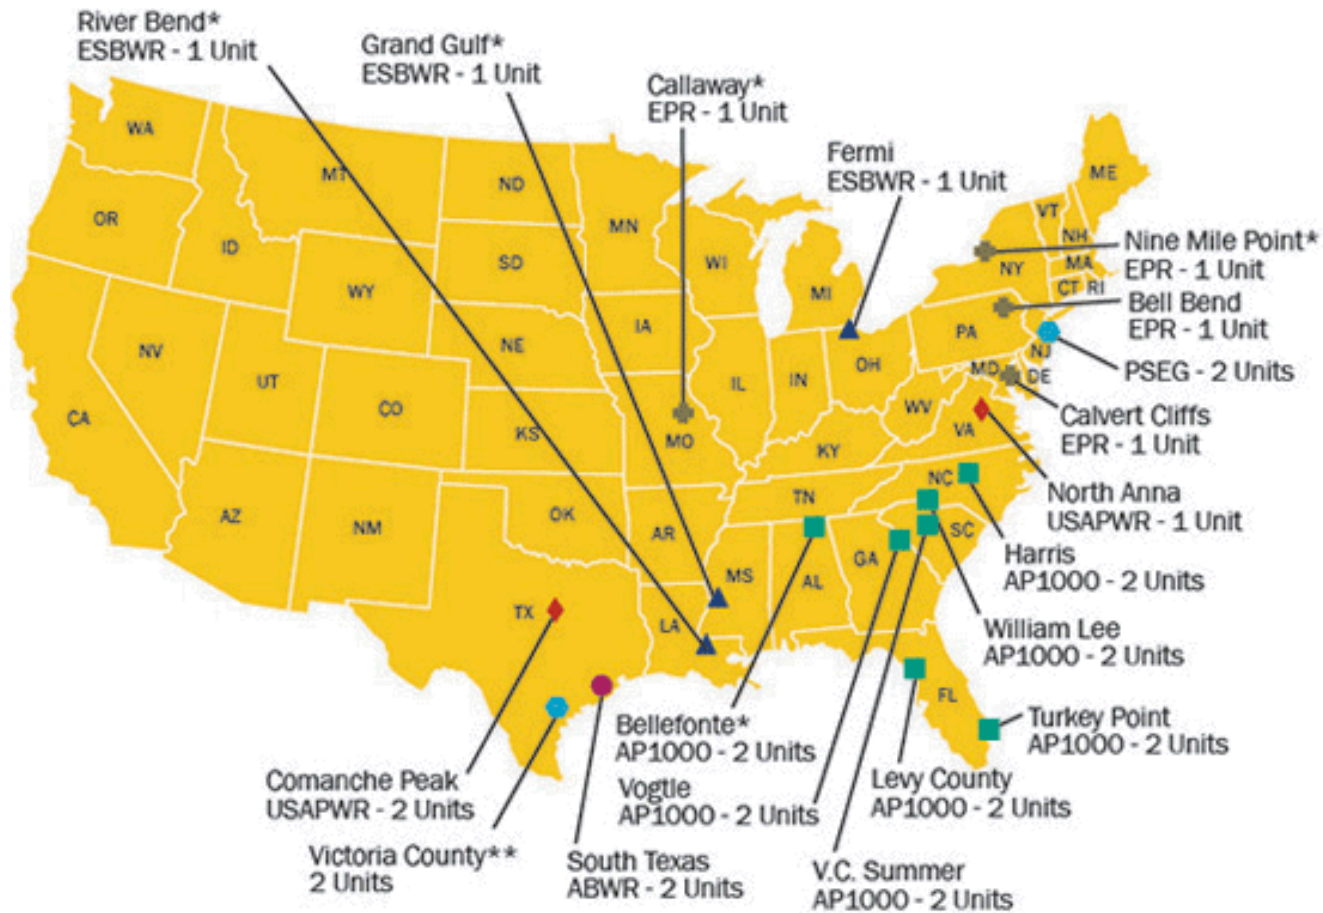 River Bend*
ESBWR - 1 Unit
Grand Gulf*
ESBWR - 1 Unit
Callaway*
EPR - 1 Unit
Fermi
ESBWR - 1 Unit
Nine Mile Point*
EPR - 1 Unit
Bell Bend
EPR - 1 Unit
PSEG - 2 Units
Calvert Cliffs
EPR - 1 Unit
North Anna
USAPWR - 1 Unit
Harris
AP1000 - 2 Units
William Lee
AP1000 - 2 Units
Turkey Point
AP1000 - 2 Units
Levy County
AP1000 - 2 Units
V.C. Summer
AP1000 - 2 Units
Bellefonte*
AP1000 - 2 Units
Vogtle
AP1000 - 2 Units
South Texas
ABWR - 2 Units
Comanche Peak
USAPWR - 2 Units
Victoria County**
2 Units
WA
MT
ND
MN
ME
VT
NH
OR
ID
SD
WI
NY
MA
CT RI
WY
MI
IA
PA
NJ
NV
NE
OH
UT
IL
IN
MD
DE
CO
WV
CA
KS
MO
KY
VA
NC
TN
AZ
NM
OK
AR
SC
GA
MS
AL
TX
LA
FL